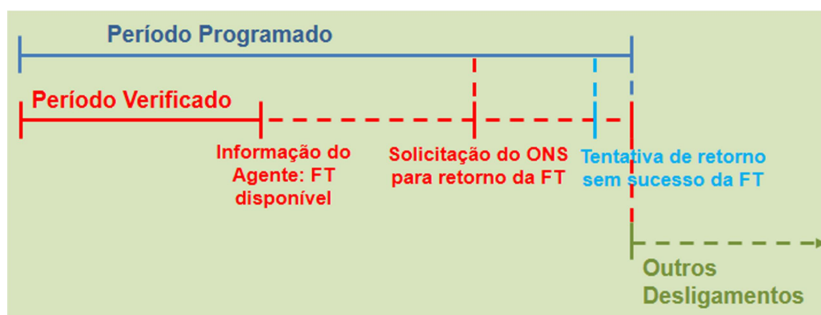 Período Programado
Período Verificado
Informação do
Agente: FT
disponível
Solicitação do ONS
para retorno da FT
Tentativa de retorno
sem sucesso da FT
Outros
Desligamentos